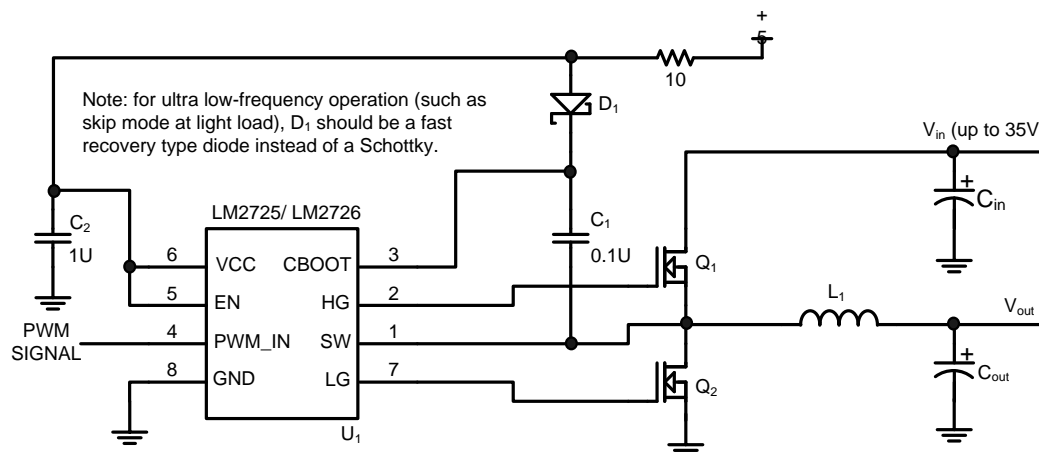 +
5
10
D1
Note: for ultra low-frequency operation (such as
skip mode at light load), D1 should be a fast
recovery type diode instead of a Schottky.
Vin (up to 35V
+
Cin
LM2725/ LM2726
C2
1U
C1
0.1U
6
VCC
CBOOT
3
Q1
5
EN
HG
2
L1
Vout
PWM
SIGNAL
4
PWM_IN
SW
1
+
Cout
8
GND
LG
7
Q2
U1